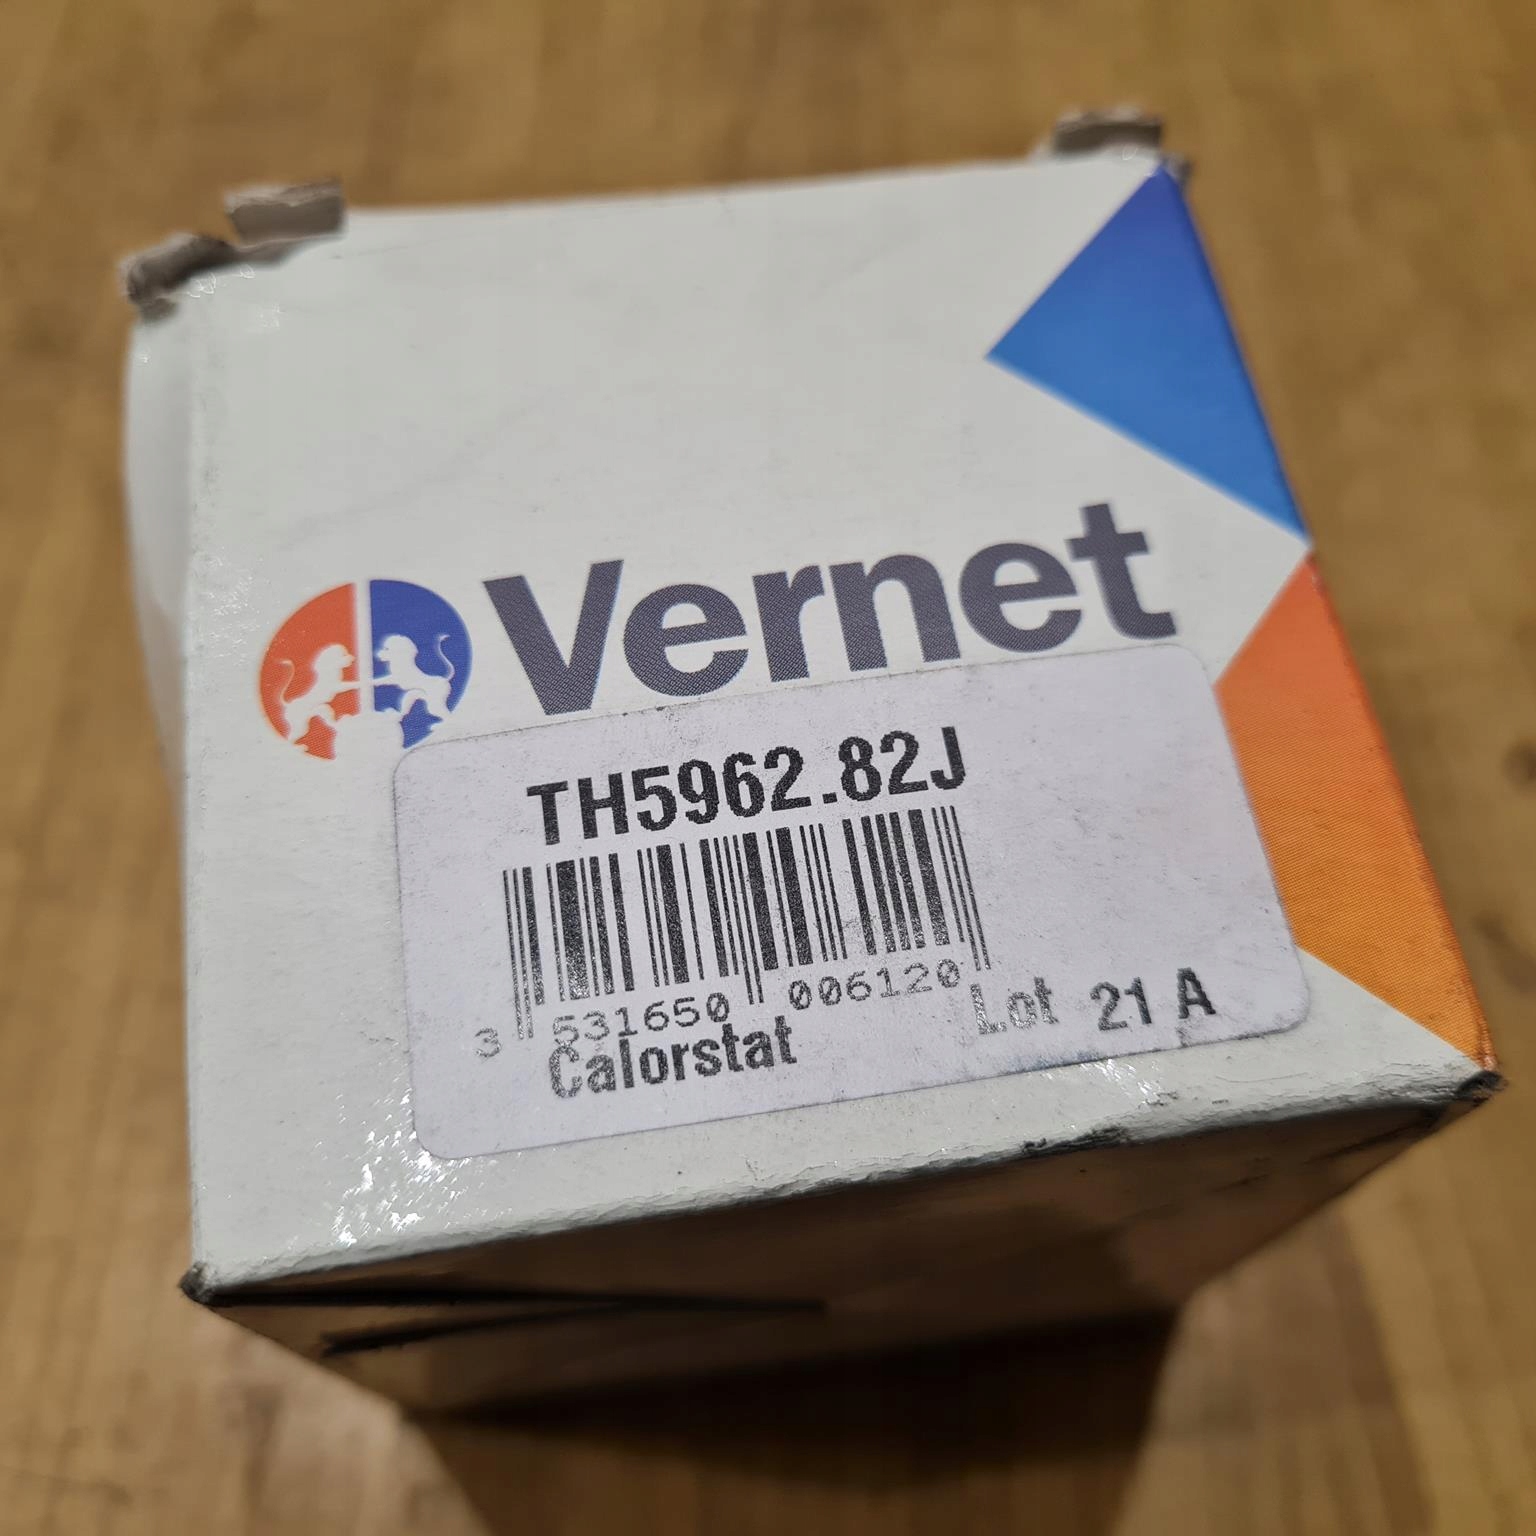 Vernet
TH5962.82J
3 531650 006120
Calorstat
Lot 21 A